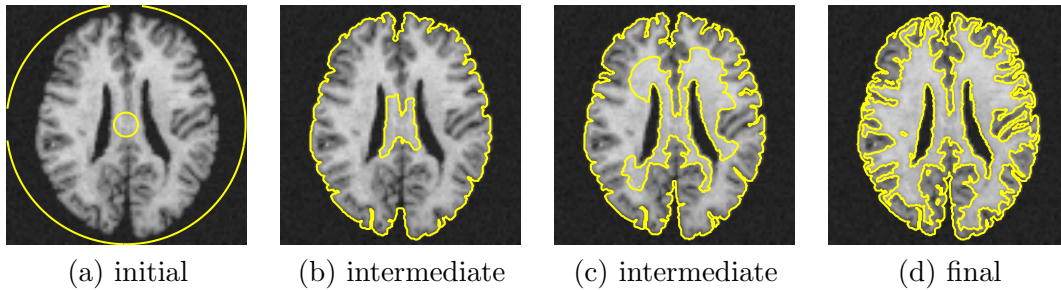 (a) initial
(b) intermediate
(c) intermediate
(d) final